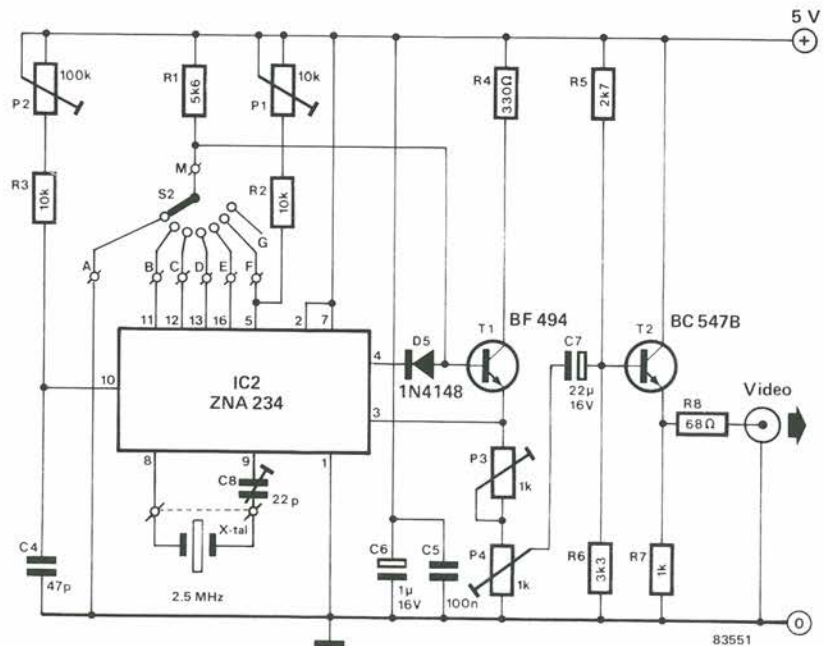 5 V
+
100k
P2
R1
5k6
10k
P1
R4
330Ω
R5
2k7
M
S2
R3
10k
R2
10k
G
A
B
C
D
E
F
11
12
13
16
5
2
7
BF 494
T1
BC 547B
T2
C7
22µ
16V
D5
1N4148
4
3
10
IC2
ZNA 234
Video
R8
68Ω
8
9
1
C8
22p
X-tal
2.5 MHz
P3
1k
P4
1k
C4
47p
C6
1µ
16V
C5
100n
R6
3k3
R7
1k
0
83551